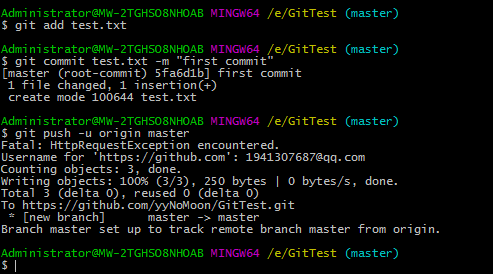 Administrator@MW-2TGHSO8NHOAB MINGW64 /e/GitTest (master)
$ git add test.txt
Administrator@MW-2TGHSO8NHOAB MINGW64 /e/GitTest (master)
$ git commit test.txt -m "first commit"
[master (root-commit) 5fa6d1b] first commit
 1 file changed, 1 insertion(+)
 create mode 100644 test.txt
Administrator@MW-2TGHSO8NHOAB MINGW64 /e/GitTest (master)
$ git push -u origin master
Fatal: HttpRequestException encountered.
Username for 'https://github.com': 1941307687@qq.com
Counting objects: 3, done.
Writing objects: 100% (3/3), 250 bytes | 0 bytes/s, done.
Total 3 (delta 0), reused 0 (delta 0)
To https://github.com/yyNoMoon/GitTest.git
 * [new branch]      master -> master
Branch master set up to track remote branch master from origin.
Administrator@MW-2TGHSO8NHOAB MINGW64 /e/GitTest (master)
$